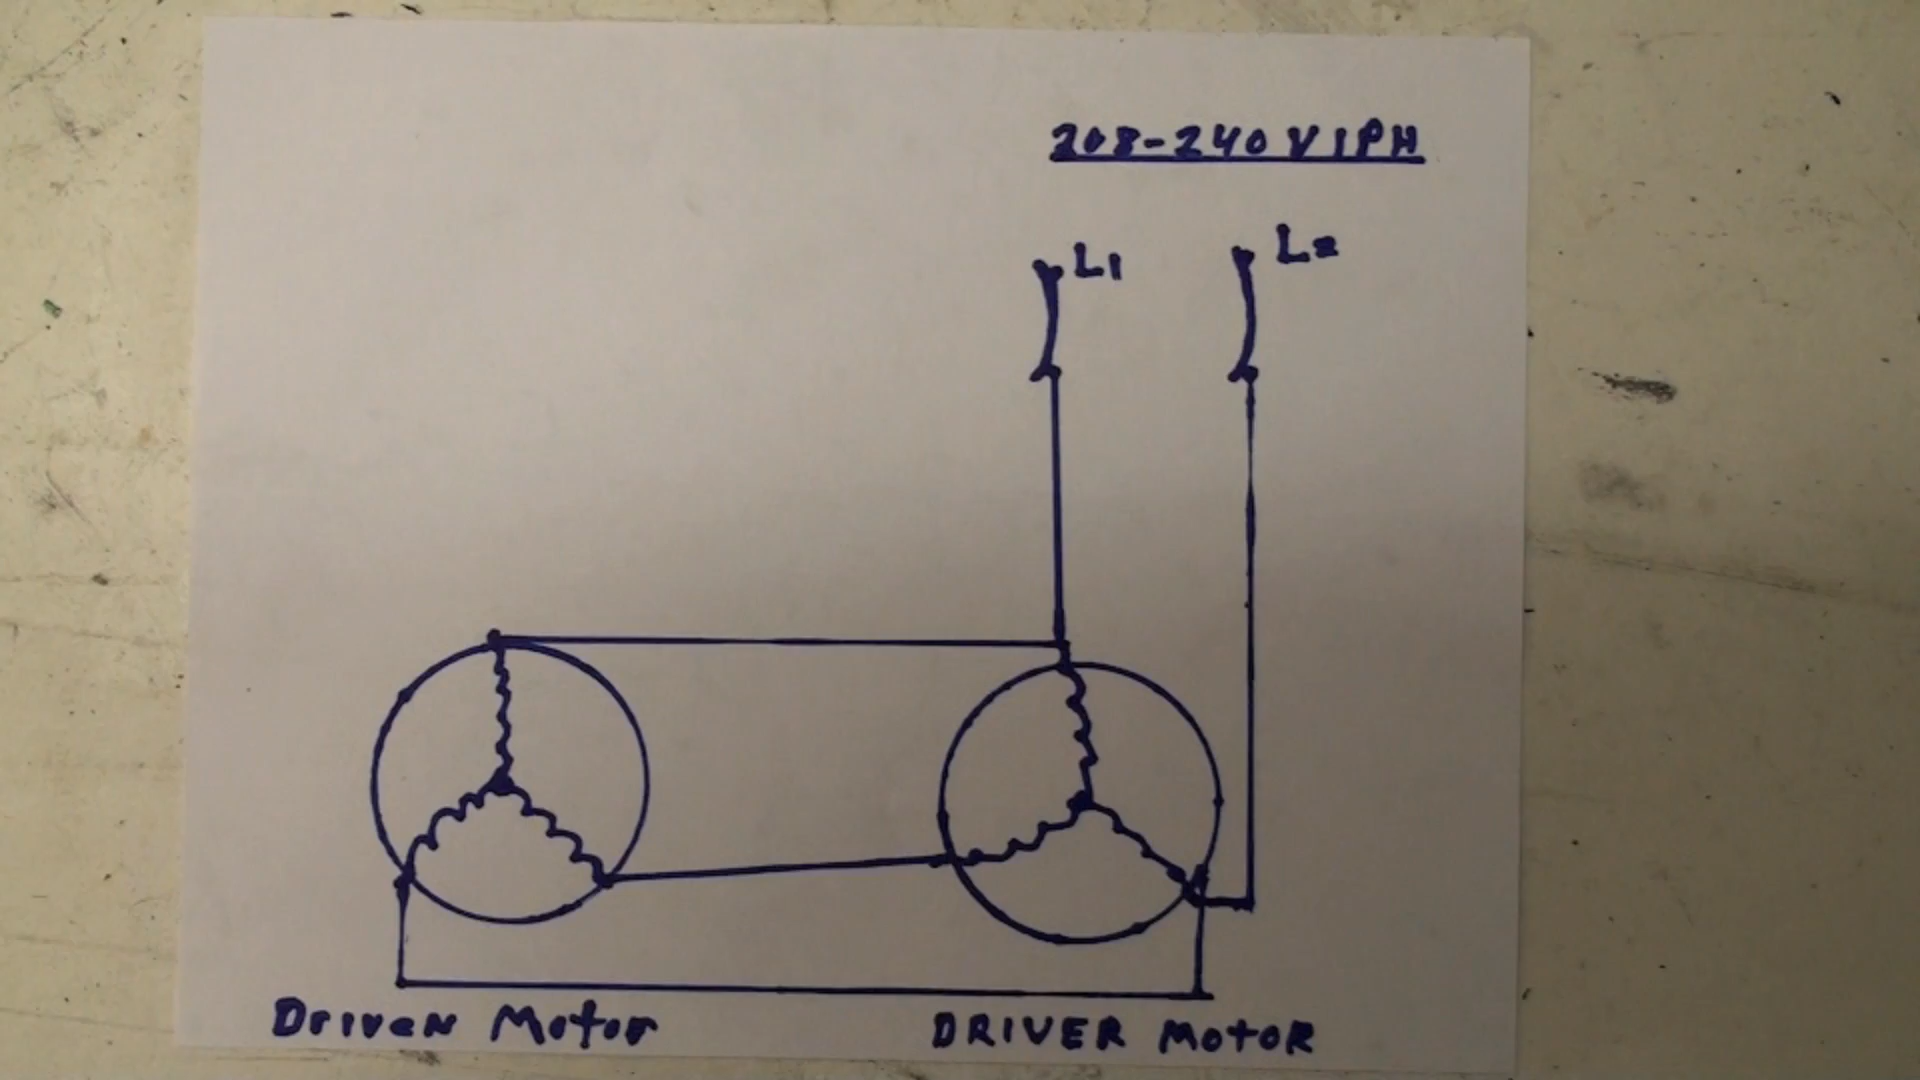 208-240 V 1PH
L1
L2
Driven Motor
DRIVER MOTOR